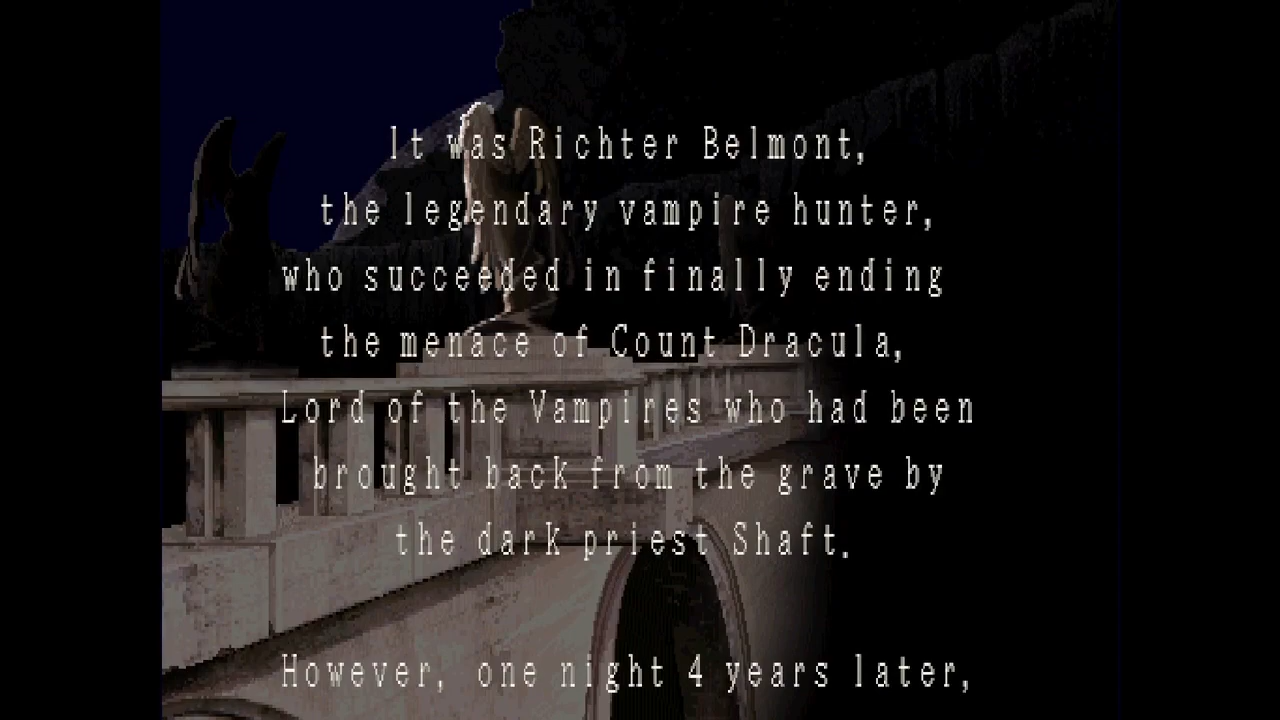 It was Richter Belmont,
the legendary vampire hunter,
who succeeded in finally ending
the menace of Count Dracula,
Lord of the Vampires who had been
brought back from the grave by
the dark priest Shaft.
However, one night 4 years later,